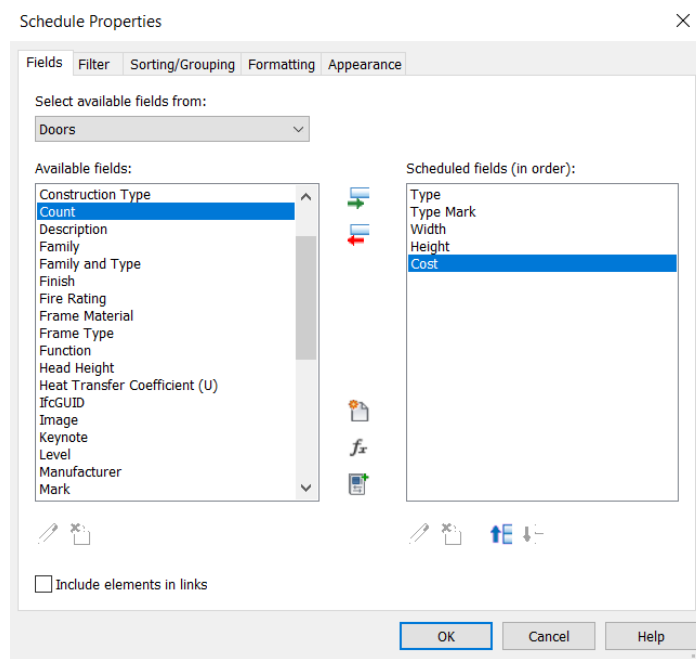 Schedule Properties
Fields Filter Sorting/Grouping Formatting Appearance
Select available fields from:
Doors
Available fields:
Construction Type
Count
Description
Family
Family and Type
Finish
Fire Rating
Frame Material
Frame Type
Function
Head Height
Heat Transfer Coefficient (U)
IfcGUID
Image
Keynote
Level
Manufacturer
Mark
Scheduled fields (in order):
Type
Type Mark
Width
Height
Cost
fx
Include elements in links
OK Cancel Help